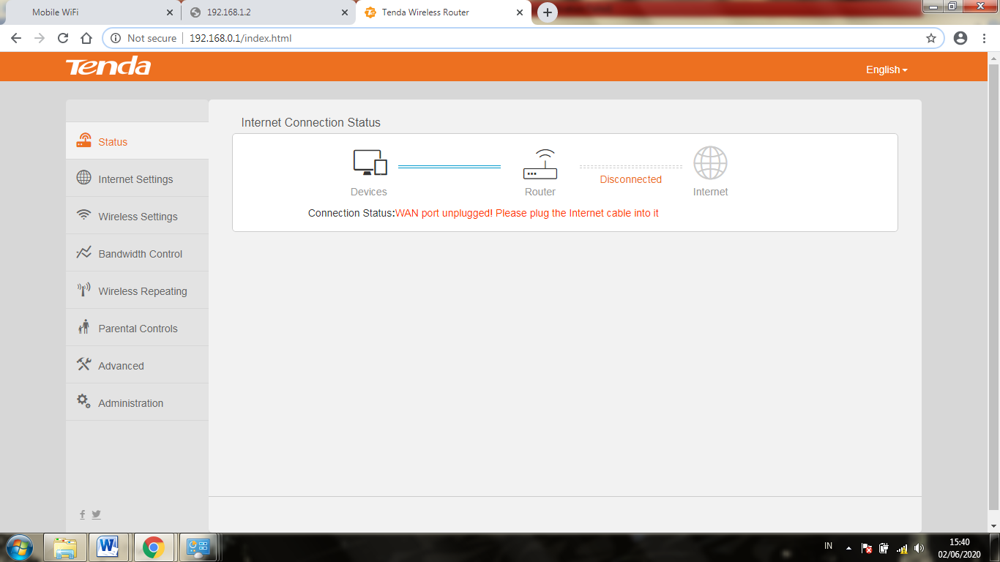 Mobile WiFi
192.168.1.2
Tenda Wireless Router
Not secure
192.168.0.1/index.html
Tenda
English
Status
Internet Settings
Wireless Settings
Bandwidth Control
Wireless Repeating
Parental Controls
Advanced
Administration
Internet Connection Status
Devices
Router
Disconnected
Internet
Connection Status:WAN port unplugged! Please plug the Internet cable into it
IN
15:40
02/06/2020